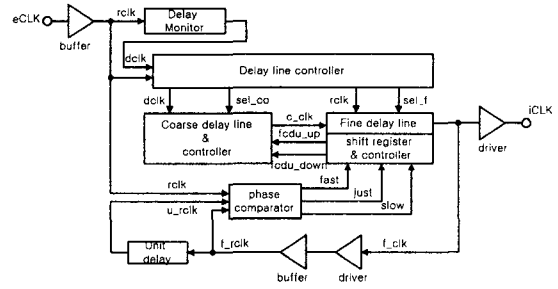 eCLK
rclk
Delay
Monitor
buffer
dclk
Delay line controller
dclk
sel_co
rclk
sel_f
iCLK
c_clk
Coarse delay line
&
controller
fcdu_up
Fine delay line
shift register
& controller
driver
fcdu_down
fast
just
slow
rclk
u_rclk
phase
comparator
Unit
delay
f_rclk
f_clk
buffer
driver